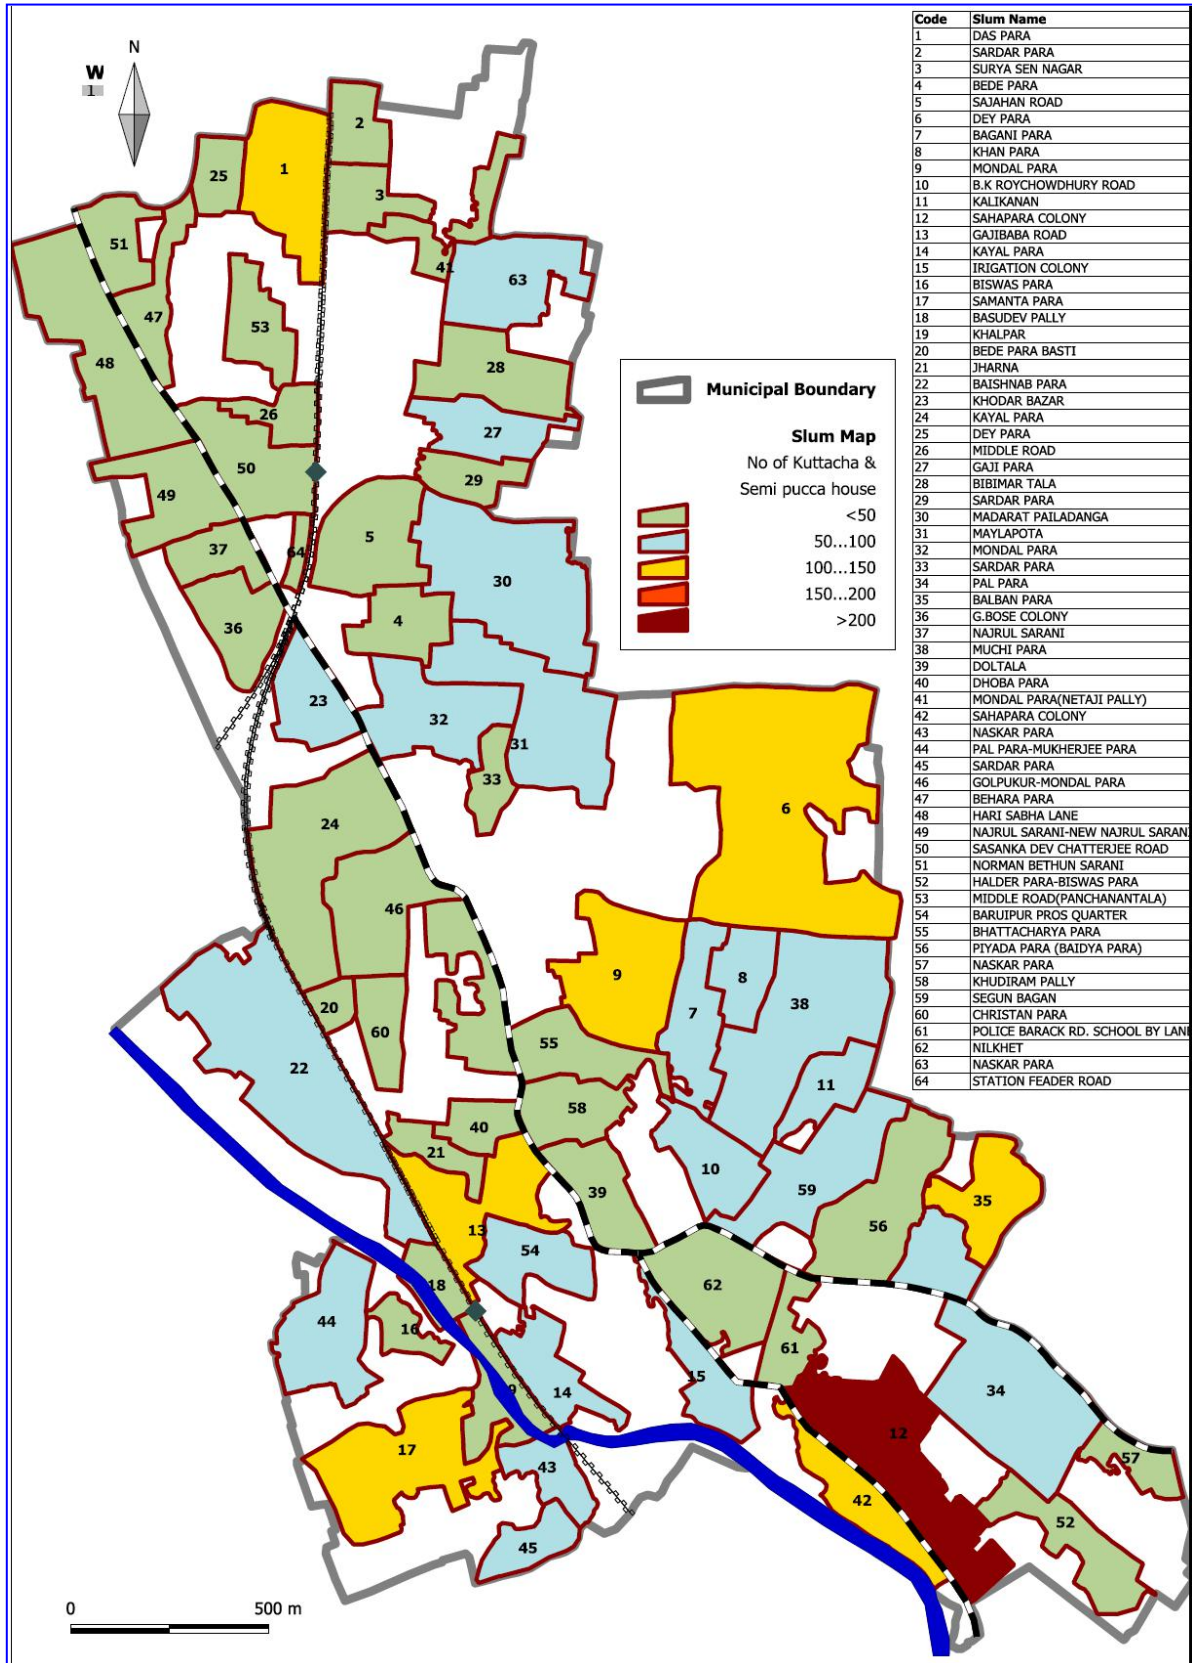 N
W
1
Code Slum Name
1 DAS PARA
2 SARDAR PARA
3 SURYA SEN NAGAR
4 BEDE PARA
5 SAJAHAN ROAD
6 DEY PARA
7 BAGANI PARA
8 KHAN PARA
9 MONDAL PARA
10 B.K ROYCHOWDHURY ROAD
11 KALIKANAN
12 SAHAPARA COLONY
13 GAJIBABA ROAD
14 KAYAL PARA
15 IRIGATION COLONY
16 BISWAS PARA
17 SAMANTA PARA
18 BASUDEV PALLY
19 KHALPAR
20 BEDE PARA BASTI
21 JHARNA
22 BAISHNAB PARA
23 KHODAR BAZAR
24 KAYAL PARA
25 DEY PARA
26 MIDDLE ROAD
27 GAJI PARA
28 BIBIMAR TALA
29 SARDAR PARA
30 MADARAT PAILADANGA
31 MAYLAPOTA
32 MONDAL PARA
33 SARDAR PARA
34 PAL PARA
35 BALBAN PARA
36 G.BOSE COLONY
37 NAJRUL SARANI
38 MUCHI PARA
39 DOLTALA
40 DHOBA PARA
41 MONDAL PARA(NETAJI PALLY)
42 SAHAPARA COLONY
43 NASKAR PARA
44 PAL PARA-MUKHERJEE PARA
45 SARDAR PARA
46 GOLPUKUR-MONDAL PARA
47 BEHARA PARA
48 HARI SABHA LANE
49 NAJRUL SARANI-NEW NAJRUL SARANI
50 SASANKA DEV CHATTERJEE ROAD
51 NORMAN BETHUN SARANI
52 HALDER PARA-BISWAS PARA
53 MIDDLE ROAD(PANCHANANTALA)
54 BARUIPUR PROS QUARTER
55 BHATTACHARYA PARA
56 PIYADA PARA (BAIDYA PARA)
57 NASKAR PARA
58 KHUDIRAM PALLY
59 SEGUN BAGAN
60 CHRISTAN PARA
61 POLICE BARACK RD. SCHOOL BY LANE
62 NILKHET
63 NASKAR PARA
64 STATION FEADER ROAD
Municipal Boundary
Slum Map
No of Kuttacha &
Semi pucca house
<50
50...100
100...150
150...200
>200
2
1
25
3
51
41
63
47
53
48
28
26
27
50
29
49
5
37
64
30
4
36
23
32
31
33
6
24
46
9
8
7
38
20
60
55
22
11
58
40
21
10
59
39
35
56
13
54
18
62
44
16
61
15
34
9
14
17
12
57
43
42
52
45
0 500 m